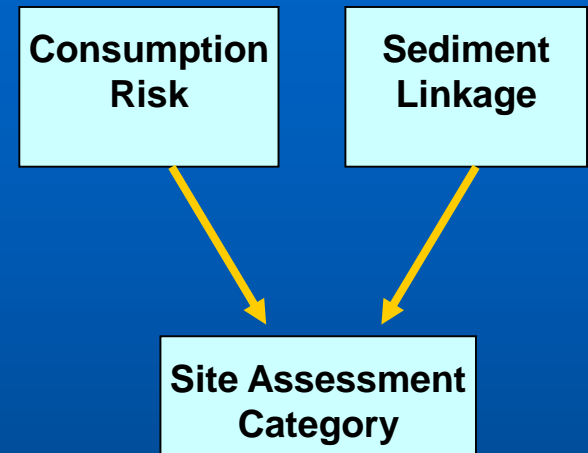 Consumption
Risk
Sediment
Linkage
Site Assessment
Category